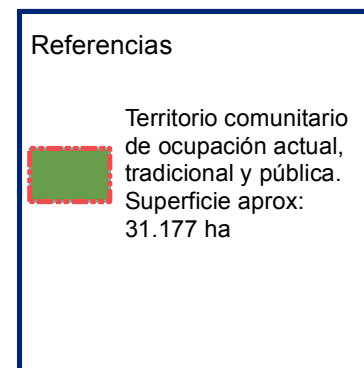 Referencias
Territorio comunitario
de ocupación actual,
tradicional y pública.
Superficie aprox:
31.177 ha